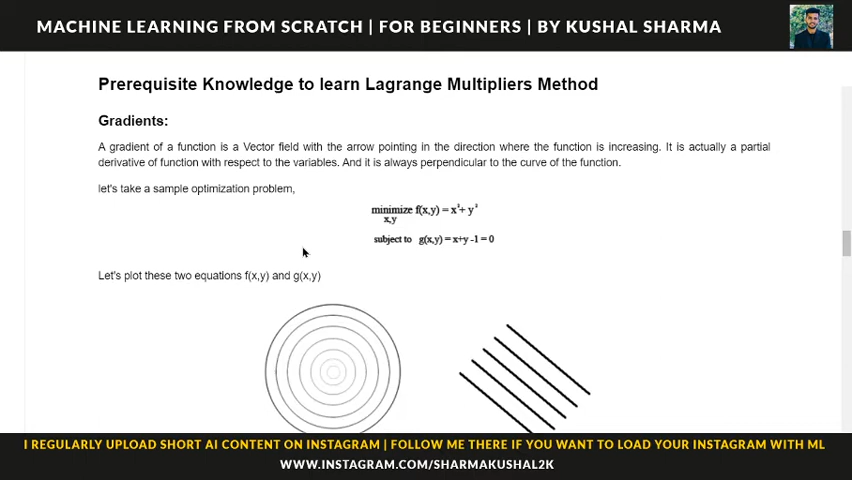 MACHINE LEARNING FROM SCRATCH | FOR BEGINNERS | BY KUSHAL SHARMA
Prerequisite Knowledge to learn Lagrange Multipliers Method
Gradients:
A gradient of a function is a Vector field with the arrow pointing in the direction where the function is increasing. It is actually a partial
derivative of function with respect to the variables. And it is always perpendicular to the curve of the function.
let's take a sample optimization problem,
minimize f(x,y) = x²+ y²
x,y
subject to g(x,y) = x+y -1 = 0
Let's plot these two equations f(x,y) and g(x,y)
I REGULARLY UPLOAD SHORT AI CONTENT ON INSTAGRAM | FOLLOW ME THERE IF YOU WANT TO LOAD YOUR INSTAGRAM WITH ML
WWW.INSTAGRAM.COM/SHARMAKUSHAL2K